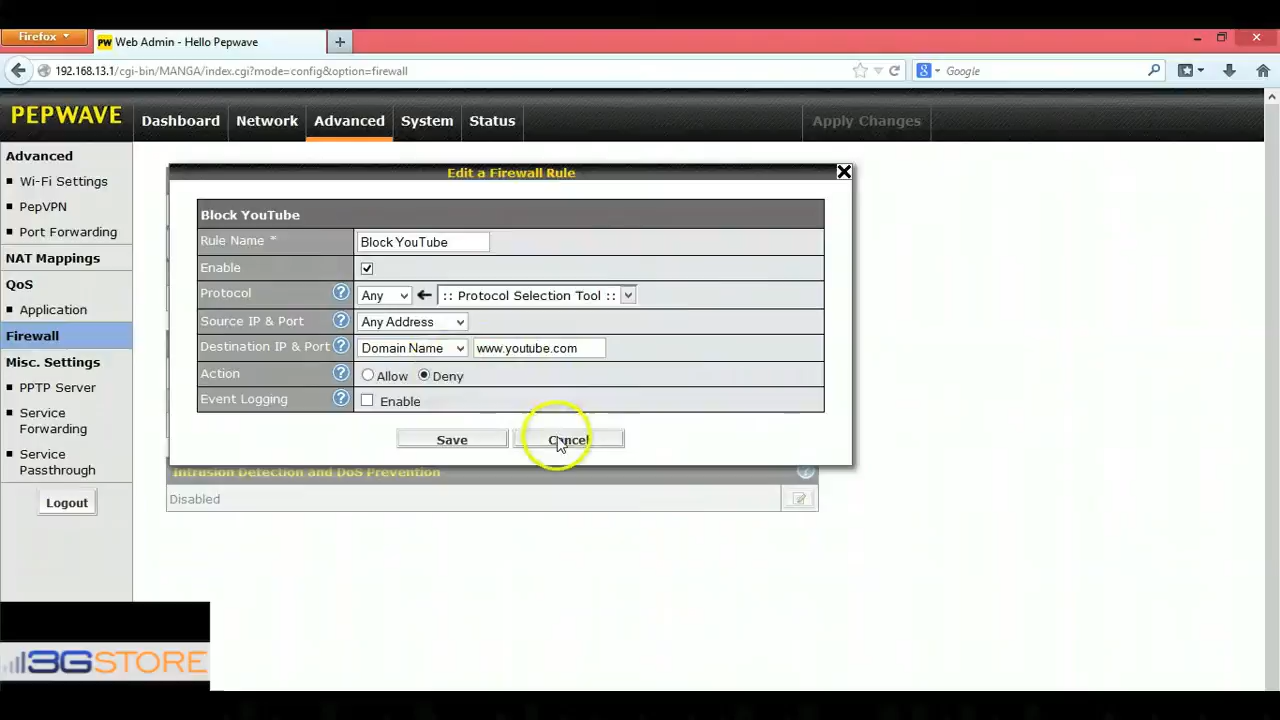 Firefox
PW Web Admin - Hello Pepwave
192.168.13.1/cgi-bin/MANGA/index.cgi?mode=config&option=firewall
Google
PEPWAVE
Dashboard
Network
Advanced
System
Status
Apply Changes
Advanced
Wi-Fi Settings
PepVPN
Port Forwarding
NAT Mappings
QoS
Application
Firewall
Misc. Settings
PPTP Server
Service
Forwarding
Service
Passthrough
Logout
Edit a Firewall Rule
Block YouTube
Rule Name * Block YouTube
Enable
Protocol ? Any :: Protocol Selection Tool ::
Source IP & Port ? Any Address
Destination IP & Port ? Domain Name www.youtube.com
Action ? Allow Deny
Event Logging ? Enable
Save Cancel
Intrusion Detection and DoS Prevention ?
Disabled
3GSTORE